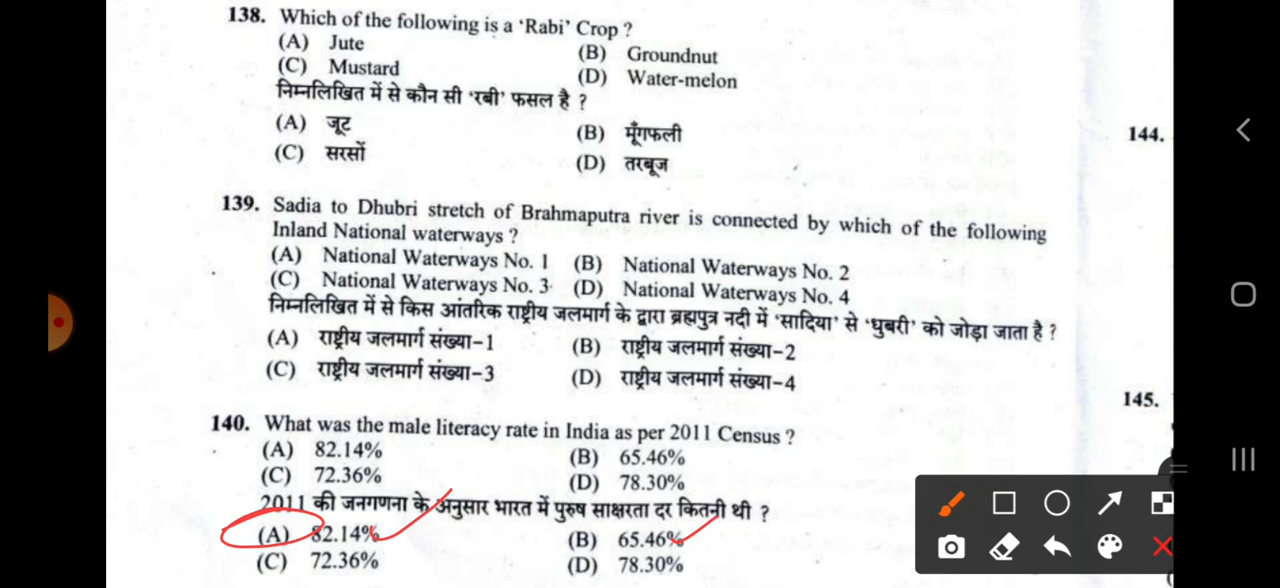 138. Which of the following is a ‘Rabi’ Crop ?
(A) Jute (B) Groundnut
(C) Mustard (D) Water-melon
निम्नलिखित में से कौन सी ‘रबी’ फसल है ?
(A) जूट (B) मूँगफली
(C) सरसों (D) तरबूज
144.
139. Sadia to Dhubri stretch of Brahmaputra river is connected by which of the following
Inland National waterways ?
(A) National Waterways No. 1 (B) National Waterways No. 2
(C) National Waterways No. 3 (D) National Waterways No. 4
निम्नलिखित में से किस आंतरिक राष्ट्रीय जलमार्ग के द्वारा ब्रह्मपुत्र नदी में ‘सादिया’ से ‘धुबरी’ को जोड़ा जाता है ?
(A) राष्ट्रीय जलमार्ग संख्या–1 (B) राष्ट्रीय जलमार्ग संख्या–2
(C) राष्ट्रीय जलमार्ग संख्या–3 (D) राष्ट्रीय जलमार्ग संख्या–4
145.
140. What was the male literacy rate in India as per 2011 Census ?
(A) 82.14% (B) 65.46%
(C) 72.36% (D) 78.30%
2011 की जनगणना के अनुसार भारत में पुरुष साक्षरता दर कितनी थी ?
(A) 82.14% (B) 65.46%
(C) 72.36% (D) 78.30%